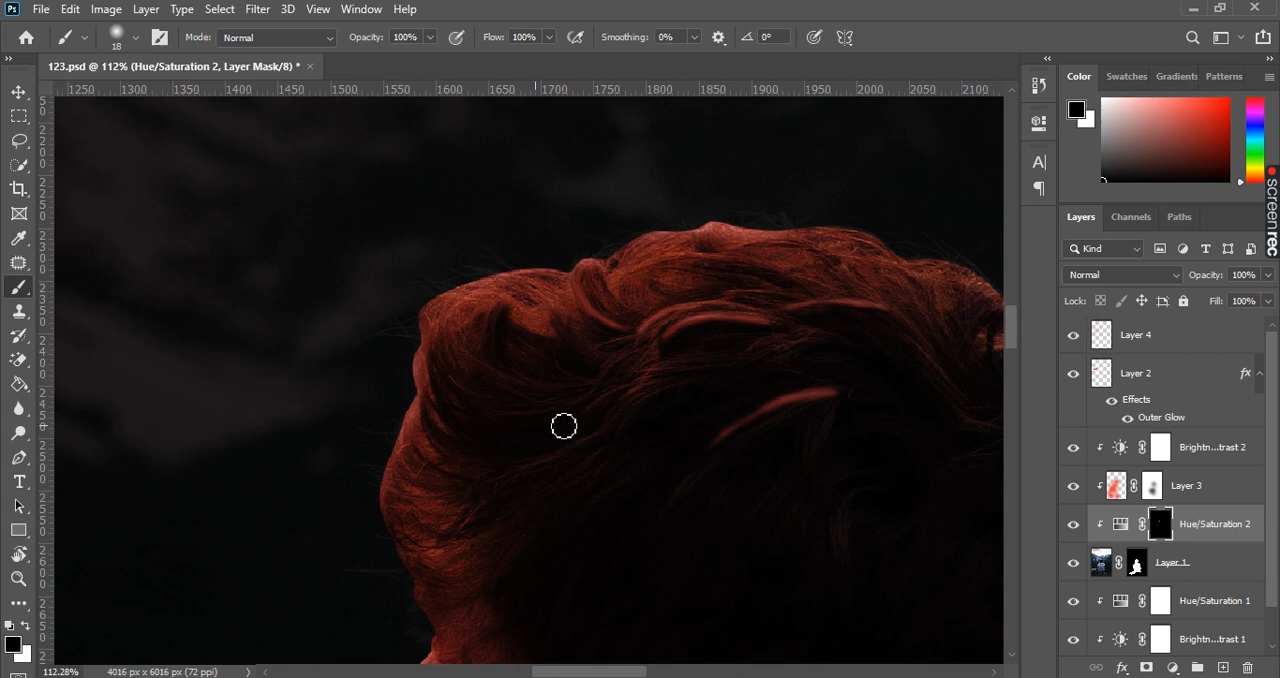 Ps File Edit Image Layer Type Select Filter 3D View Window Help
18 Mode: Normal Opacity: 100% Flow: 100% Smoothing: 0% 0°
123.psd @ 112% (Hue/Saturation 2, Layer Mask/8) * ×
1250 1300 1350 1400 1450 1500 1550 1600 1650 1700 1750 1800 1850 1900 1950 2000 2050 2100
Color Swatches Gradients Patterns
screenrec
Layers Channels Paths
Kind
Normal Opacity: 100%
Lock: Fill: 100%
Layer 4
Layer 2 fx
Effects
Outer Glow
Brightn...trast 2
Layer 3
Hue/Saturation 2
Layer 1
Hue/Saturation 1
Brightn...trast 1
112.28% 4016 px x 6016 px (72 ppi)